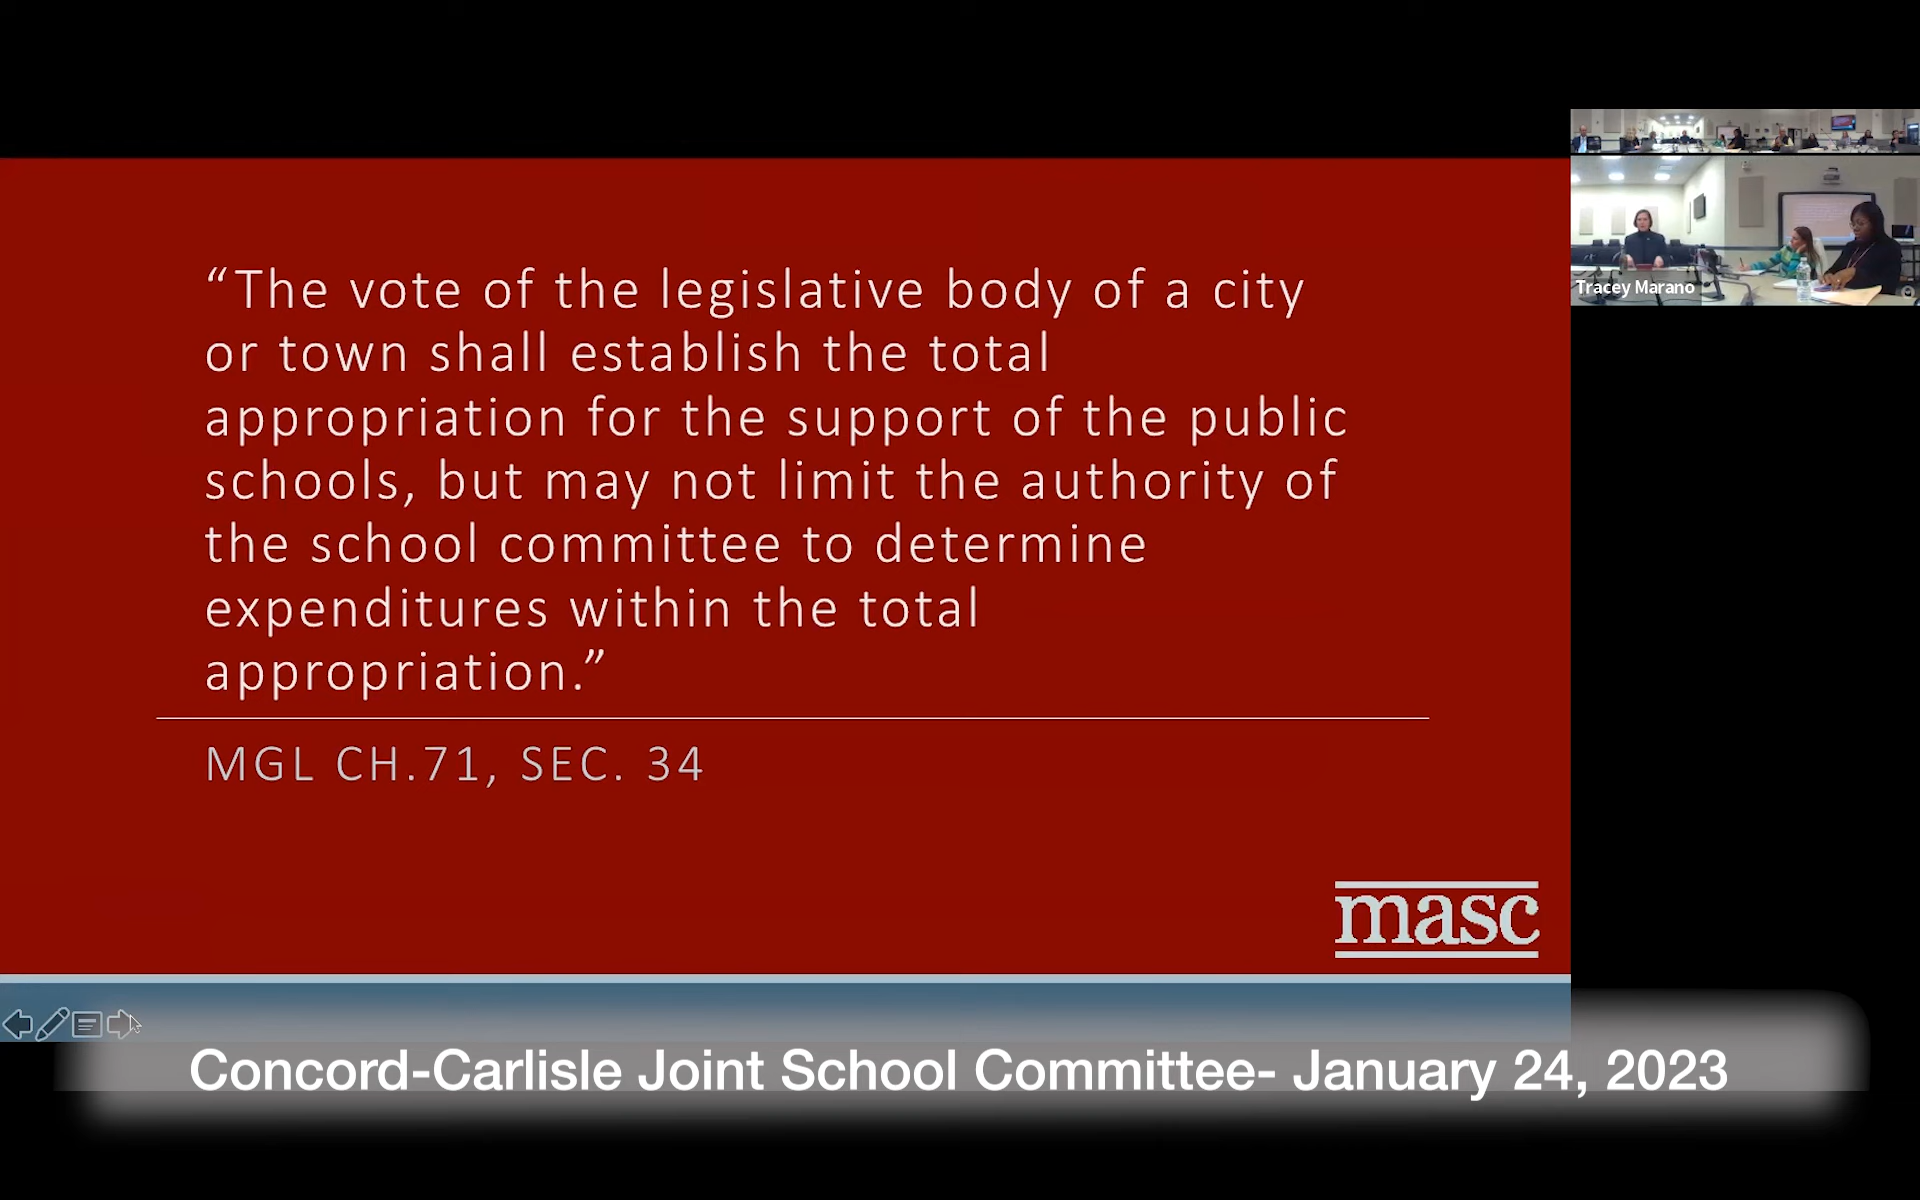 “The vote of the legislative body of a city
or town shall establish the total
appropriation for the support of the public
schools, but may not limit the authority of
the school committee to determine
expenditures within the total
appropriation.”
MGL CH.71, SEC. 34
masc
Tracey Marano
Concord-Carlisle Joint School Committee- January 24, 2023